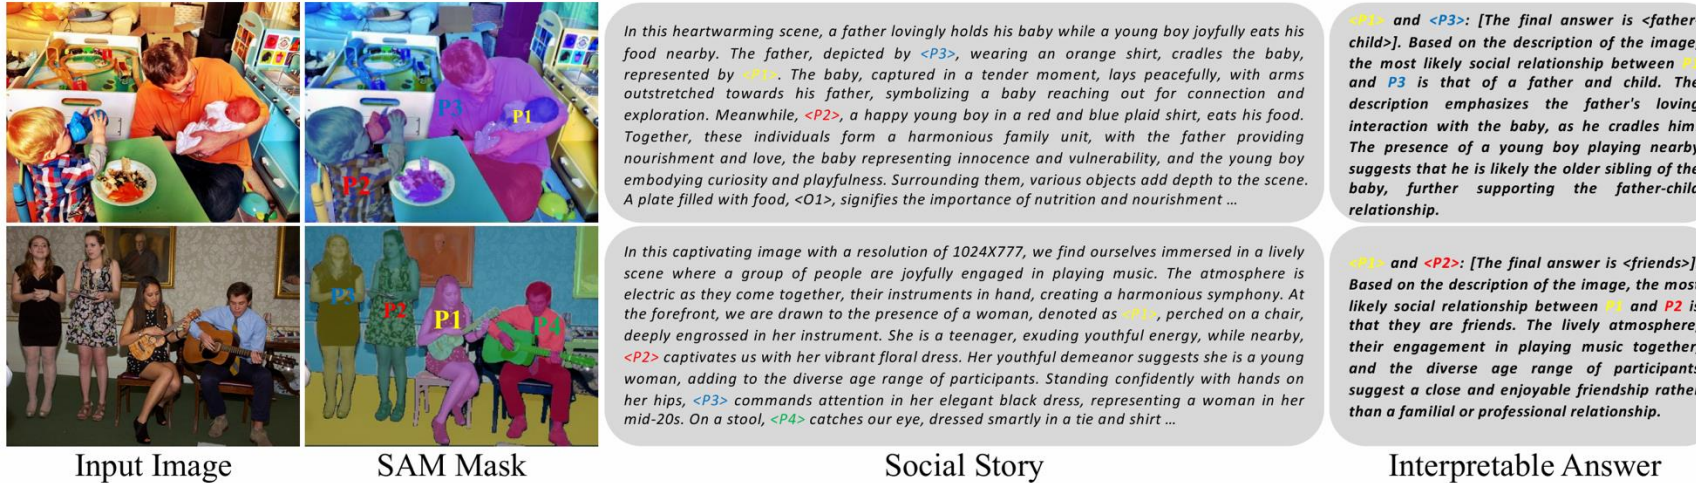 P3
P1
P2
In this heartwarming scene, a father lovingly holds his baby while a young boy joyfully eats his
food nearby. The father, depicted by <P3>, wearing an orange shirt, cradles the baby,
represented by <P1>. The baby, captured in a tender moment, lays peacefully, with arms
outstretched towards his father, symbolizing a baby reaching out for connection and
exploration. Meanwhile, <P2>, a happy young boy in a red and blue plaid shirt, eats his food.
Together, these individuals form a harmonious family unit, with the father providing
nourishment and love, the baby representing innocence and vulnerability, and the young boy
embodying curiosity and playfulness. Surrounding them, various objects add depth to the scene.
A plate filled with food, <O1>, signifies the importance of nutrition and nourishment ...
<P1> and <P3>: [The final answer is <father
child>]. Based on the description of the image
the most likely social relationship between P1
and P3 is that of a father and child. The
description emphasizes the father's loving
interaction with the baby, as he cradles him
The presence of a young boy playing nearby
suggests that he is likely the older sibling of the
baby, further supporting the father-child
relationship.
P3
P2
P1
P4
In this captivating image with a resolution of 1024X777, we find ourselves immersed in a lively
scene where a group of people are joyfully engaged in playing music. The atmosphere is
electric as they come together, their instruments in hand, creating a harmonious symphony. At
the forefront, we are drawn to the presence of a woman, denoted as <P1>, perched on a chair,
deeply engrossed in her instrument. She is a teenager, exuding youthful energy, while nearby,
<P2> captivates us with her vibrant floral dress. Her youthful demeanor suggests she is a young
woman, adding to the diverse age range of participants. Standing confidently with hands on
her hips, <P3> commands attention in her elegant black dress, representing a woman in her
mid-20s. On a stool, <P4> catches our eye, dressed smartly in a tie and shirt ...
<P1> and <P2>: [The final answer is <friends>]
Based on the description of the image, the most
likely social relationship between P1 and P2 is
that they are friends. The lively atmosphere,
their engagement in playing music together,
and the diverse age range of participants
suggest a close and enjoyable friendship rather
than a familial or professional relationship.
Input Image
SAM Mask
Social Story
Interpretable Answer